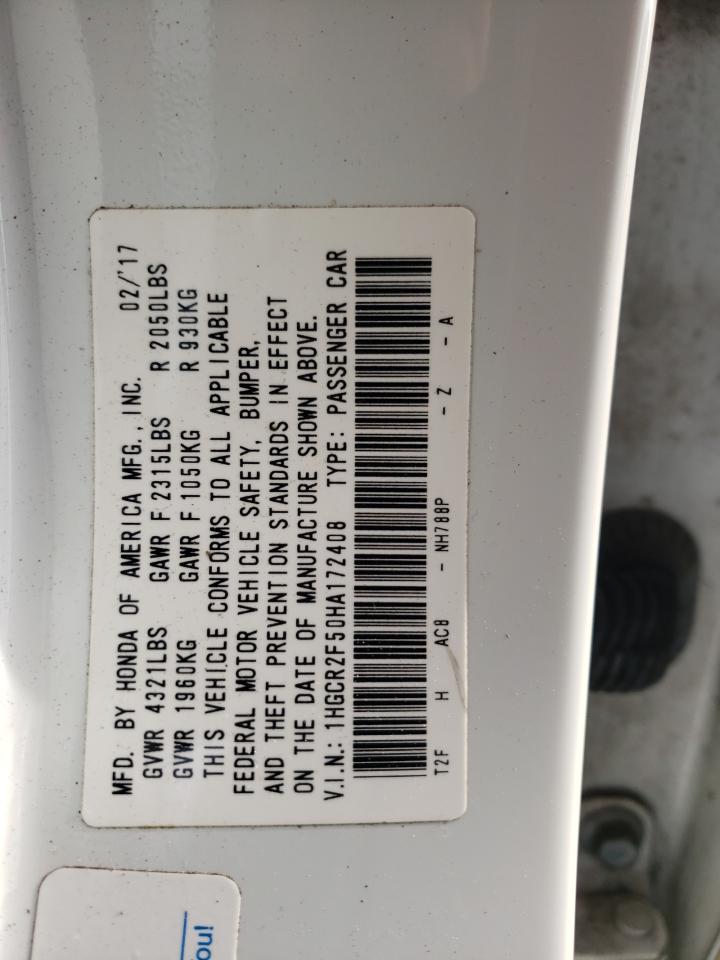 MFD. BY HONDA OF AMERICA MFG., INC. 02/'17
GVWR 4321LBS GAWR F 2315LBS R 2050LBS
GVWR 1960KG GAWR F 1050KG R 930KG
THIS VEHICLE CONFORMS TO ALL APPLICABLE
FEDERAL MOTOR VEHICLE SAFETY, BUMPER,
AND THEFT PREVENTION STANDARDS IN EFFECT
ON THE DATE OF MANUFACTURE SHOWN ABOVE.
V.I.N.: 1HGCR2F50HA172408 TYPE: PASSENGER CAR
T2F H AC8 - NH788P - Z - A
ou!